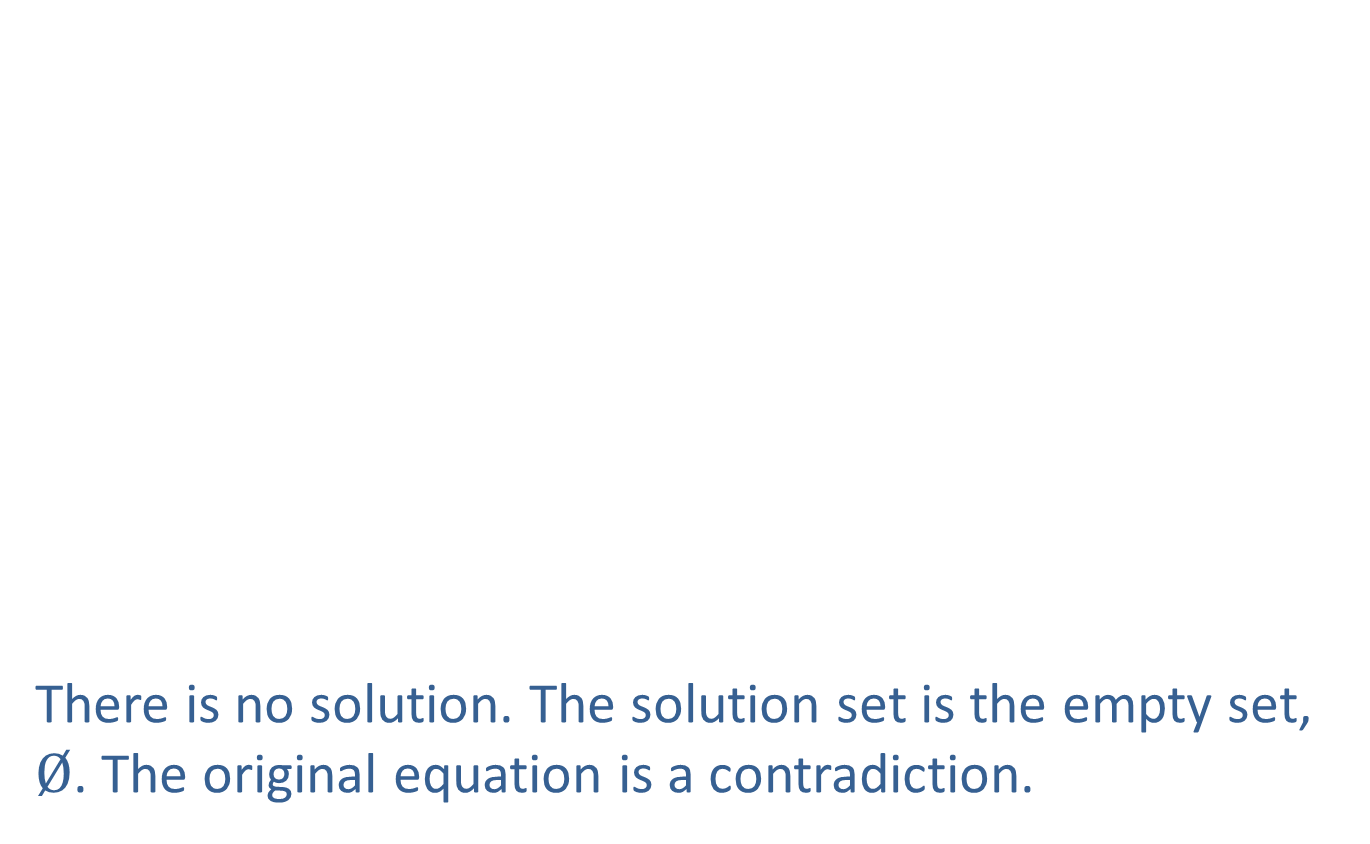 There is no solution. The solution set is the empty set,
Ø. The original equation is a contradiction.